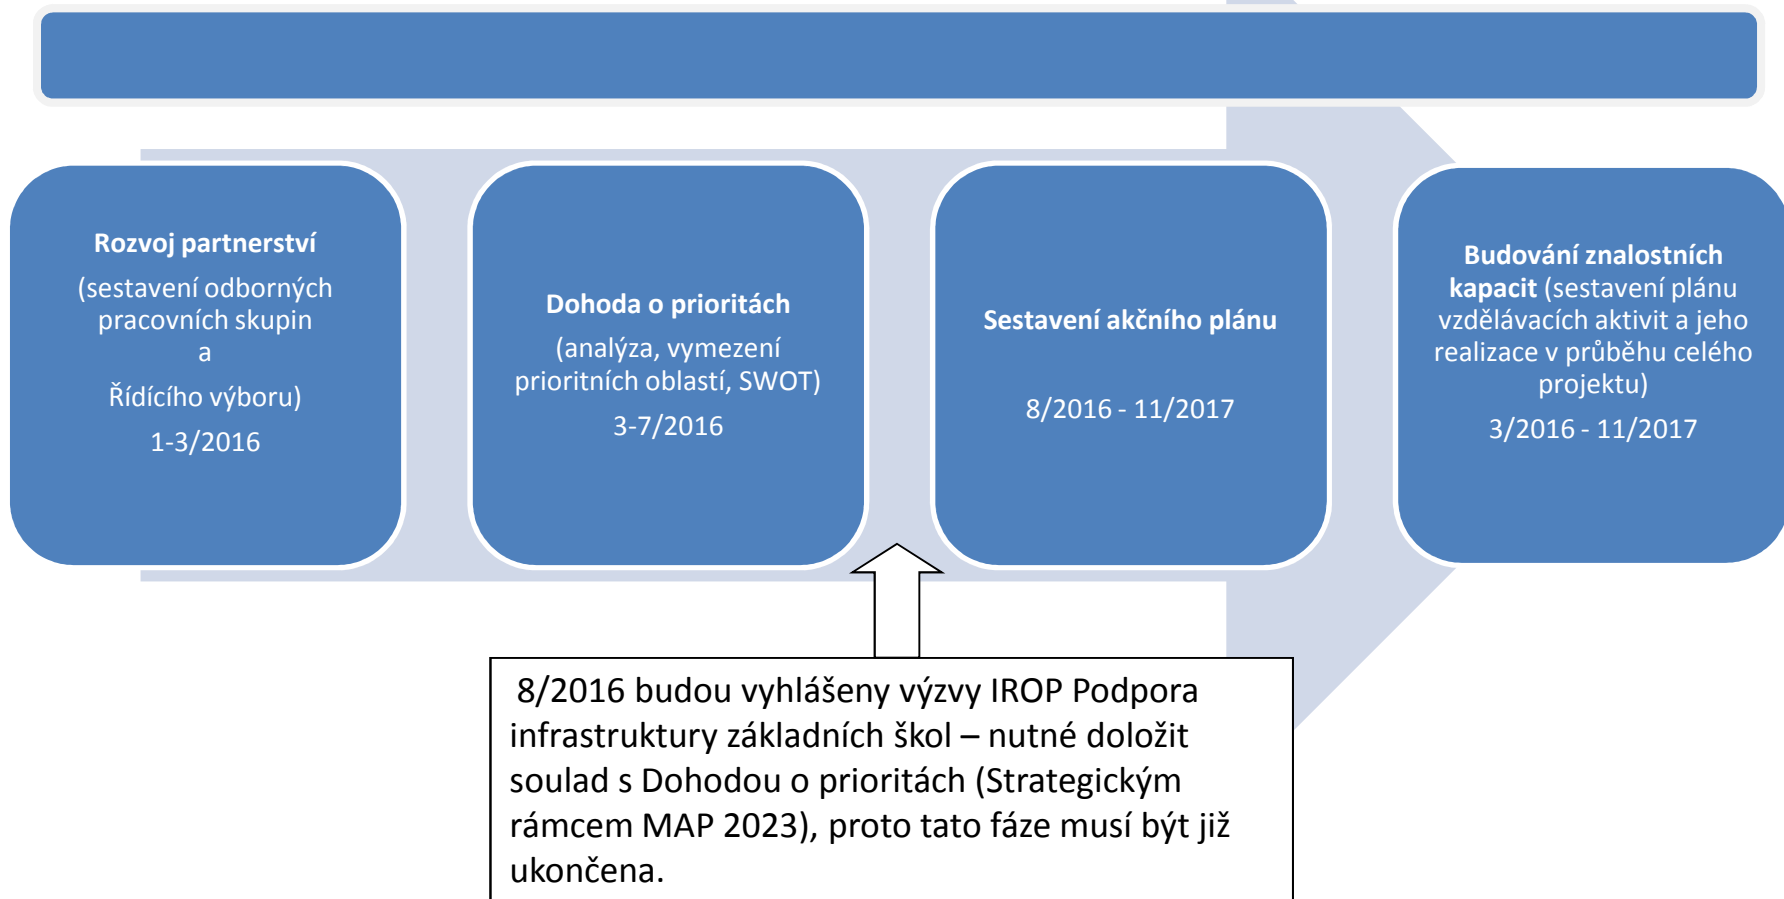 Rozvoj partnerství
(sestavení odborných
pracovních skupin
a
Řídícího výboru)
1-3/2016
Dohoda o prioritách
(analýza, vymezení
prioritních oblastí, SWOT)
3-7/2016
Sestavení akčního plánu
8/2016 - 11/2017
Budování znalostních
kapacit (sestavení plánu
vzdělávacích aktivit a jeho
realizace v průběhu celého
projektu)
3/2016 - 11/2017
8/2016 budou vyhlášeny výzvy IROP Podpora
infrastruktury základních škol – nutné doložit
soulad s Dohodou o prioritách (Strategickým
rámcem MAP 2023), proto tato fáze musí být již
ukončena.